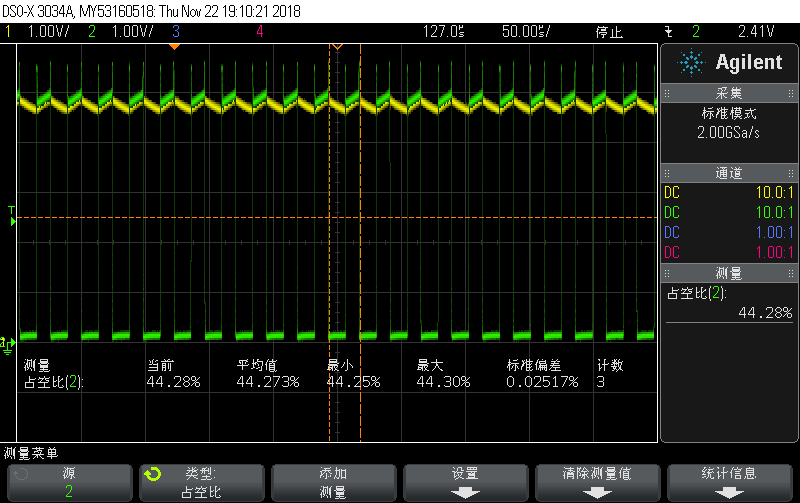 DSO-X 3034A, MY53160518: Thu Nov 22 19:10:21 2018
1 1.00V/ 2 1.00V/ 3 4 127.0s 50.00s/ 停止 2 2.41V
Agilent
采集
标准模式
2.00GSa/s
通道
DC 10.0:1
DC 10.0:1
DC 1.00:1
DC 1.00:1
测量
占空比(2):
44.28%
T
2
测量 当前 平均值 最小 最大 标准偏差 计数
占空比(2): 44.28% 44.273% 44.25% 44.30% 0.02517% 3
测量菜单
源
2
类型:
占空比
添加
测量
设置
清除测量值
统计信息